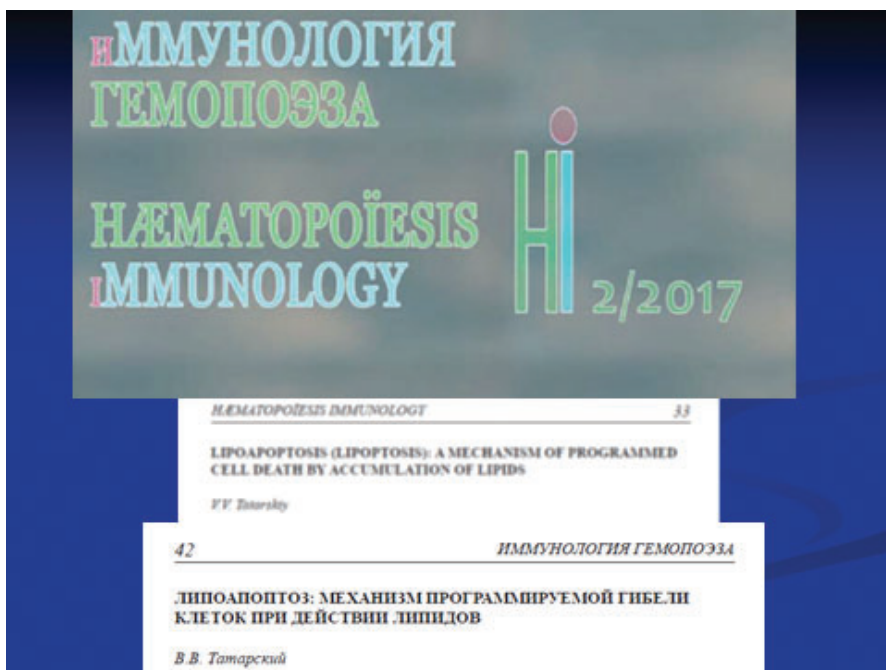 иММУНОЛОГИЯ
ГЕМОПОЭЗА
HÆMATOPOÏESIS
iMMUNOLOGY
Hi 2/2017
HÆMATOPOÏESIS IMMUNOLOGY 33
LIPOAPOPTOSIS (LIPOPTOSIS): A MECHANISM OF PROGRAMMED
CELL DEATH BY ACCUMULATION OF LIPIDS
V.V. Tatarskiy
42 ИММУНОЛОГИЯ ГЕМОПОЭЗА
ЛИПОАПОПТОЗ: МЕХАНИЗМ ПРОГРАММИРУЕМОЙ ГИБЕЛИ
КЛЕТОК ПРИ ДЕЙСТВИИ ЛИПИДОВ
В.В. Татарский